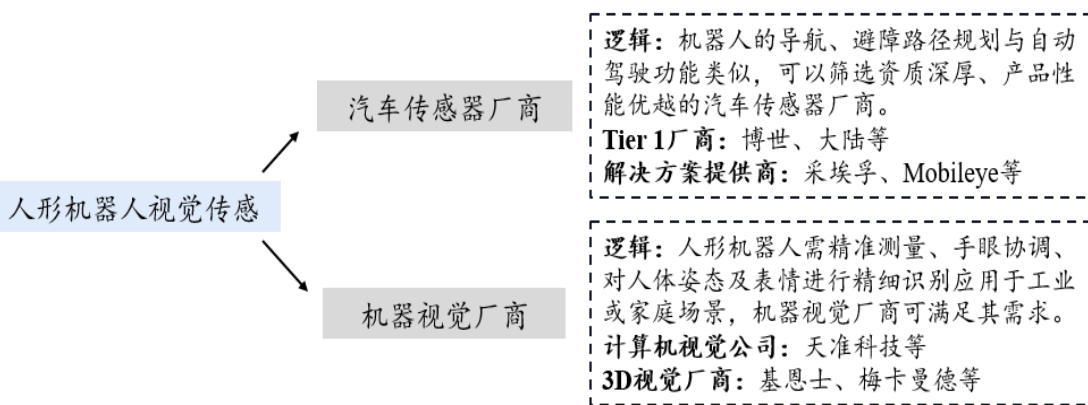 逻辑：机器人的导航、避障路径规划与自动
驾驶功能类似，可以筛选资质深厚、产品性
能优越的汽车传感器厂商。
Tier 1厂商：博世、大陆等
解决方案提供商：采埃孚、Mobileye等
汽车传感器厂商
人形机器人视觉传感
机器视觉厂商
逻辑：人形机器人需精准测量、手眼协调、
对人体姿态及表情进行精细识别应用于工业
或家庭场景，机器视觉厂商可满足其需求。
计算机视觉公司：天准科技等
3D视觉厂商：基恩士、梅卡曼德等